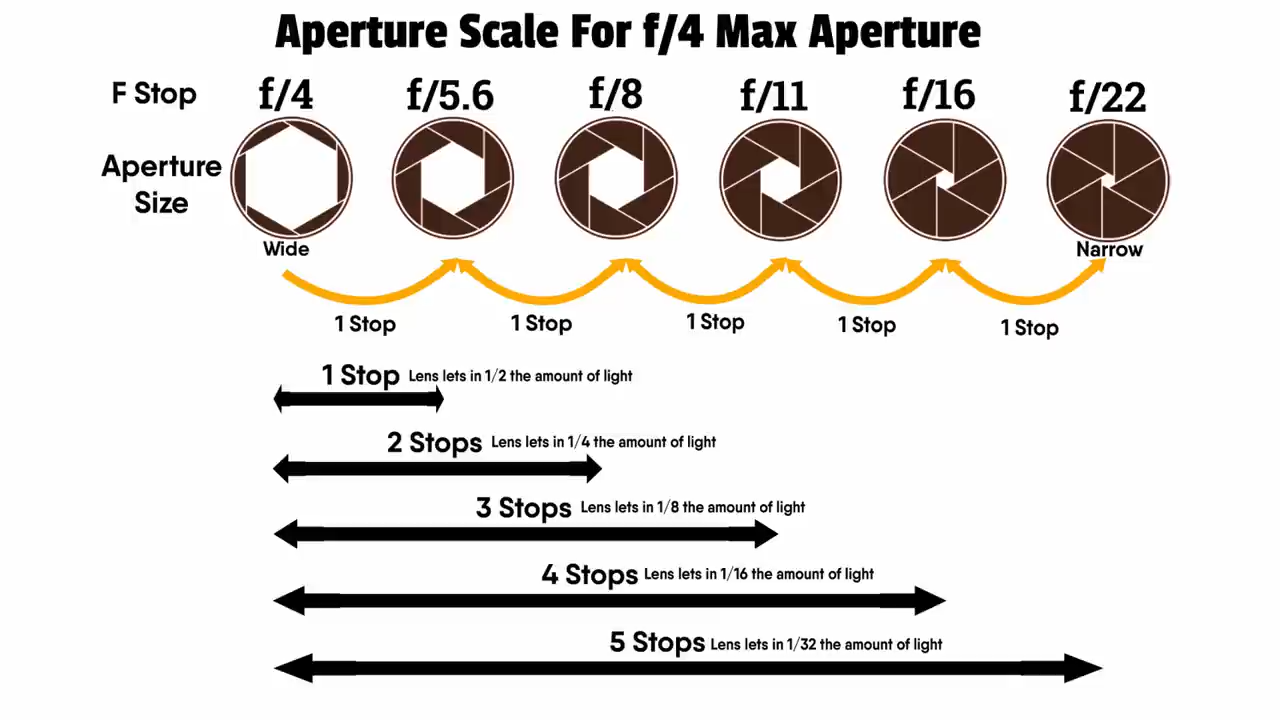 Aperture Scale For f/4 Max Aperture
F Stop f/4 f/5.6 f/8 f/11 f/16 f/22
Aperture
Size
Wide Narrow
1 Stop 1 Stop 1 Stop 1 Stop 1 Stop
1 Stop Lens lets in 1/2 the amount of light
2 Stops Lens lets in 1/4 the amount of light
3 Stops Lens lets in 1/8 the amount of light
4 Stops Lens lets in 1/16 the amount of light
5 Stops Lens lets in 1/32 the amount of light